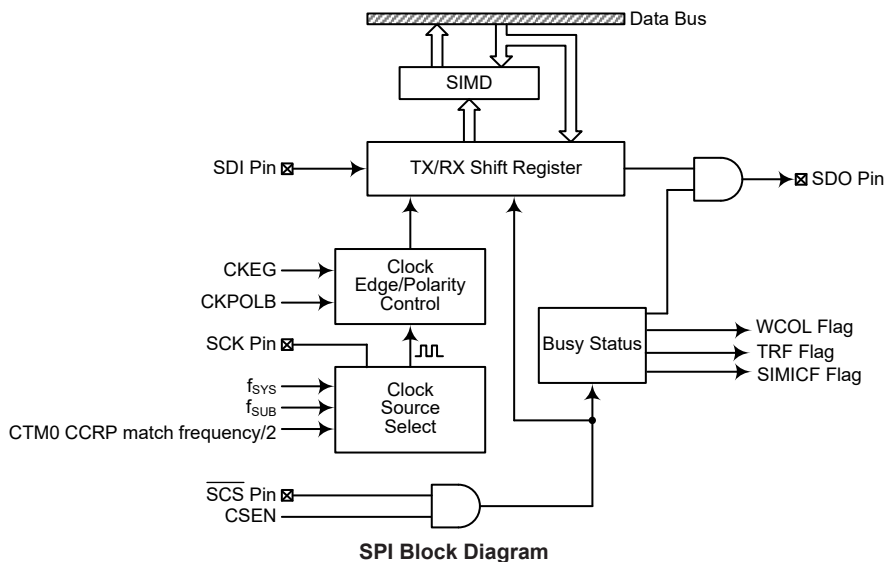 Data Bus
SIMD
SDI Pin
TX/RX Shift Register
SDO Pin
CKEG
CKPOLB
Clock
Edge/Polarity
Control
SCK Pin
Busy Status
WCOL Flag
TRF Flag
SIMICF Flag
fSYS
fSUB
CTM0 CCRP match frequency/2
Clock
Source
Select
SCS Pin
CSEN
SPI Block Diagram